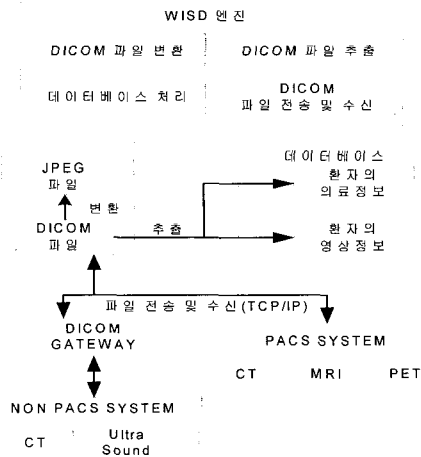 WISD 엔진
DICOM 파일 변환
DICOM 파일 추출
데이터베이스 처리
DICOM
파일 전송 및 수신
JPEG
파일
변환
DICOM
파일
추출
데이터베이스
환자의
의료정보
환자의
영상정보
파일 전송 및 수신(TCP/IP)
DICOM
GATEWAY
PACS SYSTEM
CT
MRI
PET
NON PACS SYSTEM
CT
Ultra
Sound